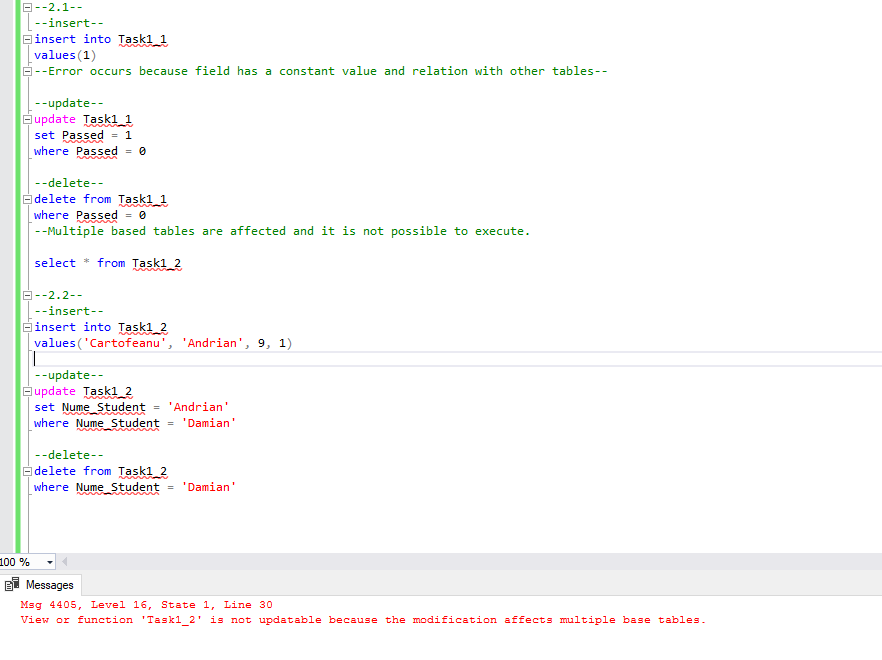 --2.1--
--insert--
insert into Task1_1
values(1)
--Error occurs because field has a constant value and relation with other tables--
--update--
update Task1_1
set Passed = 1
where Passed = 0
--delete--
delete from Task1_1
where Passed = 0
--Multiple based tables are affected and it is not possible to execute.
select * from Task1_2
--2.2--
--insert--
insert into Task1_2
values('Cartofeanu', 'Andrian', 9, 1)
--update--
update Task1_2
set Nume_Student = 'Andrian'
where Nume_Student = 'Damian'
--delete--
delete from Task1_2
where Nume_Student = 'Damian'
100 %
Messages
Msg 4405, Level 16, State 1, Line 30
View or function 'Task1_2' is not updatable because the modification affects multiple base tables.